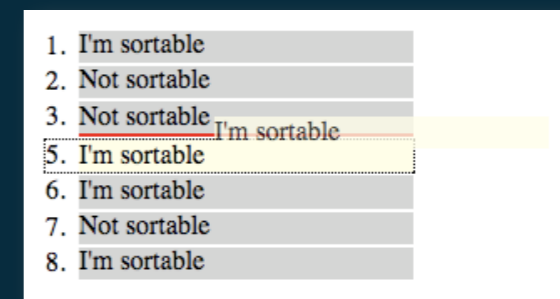 1. I'm sortable
2. Not sortable
3. Not sortable
I'm sortable
5. I'm sortable
6. I'm sortable
7. Not sortable
8. I'm sortable